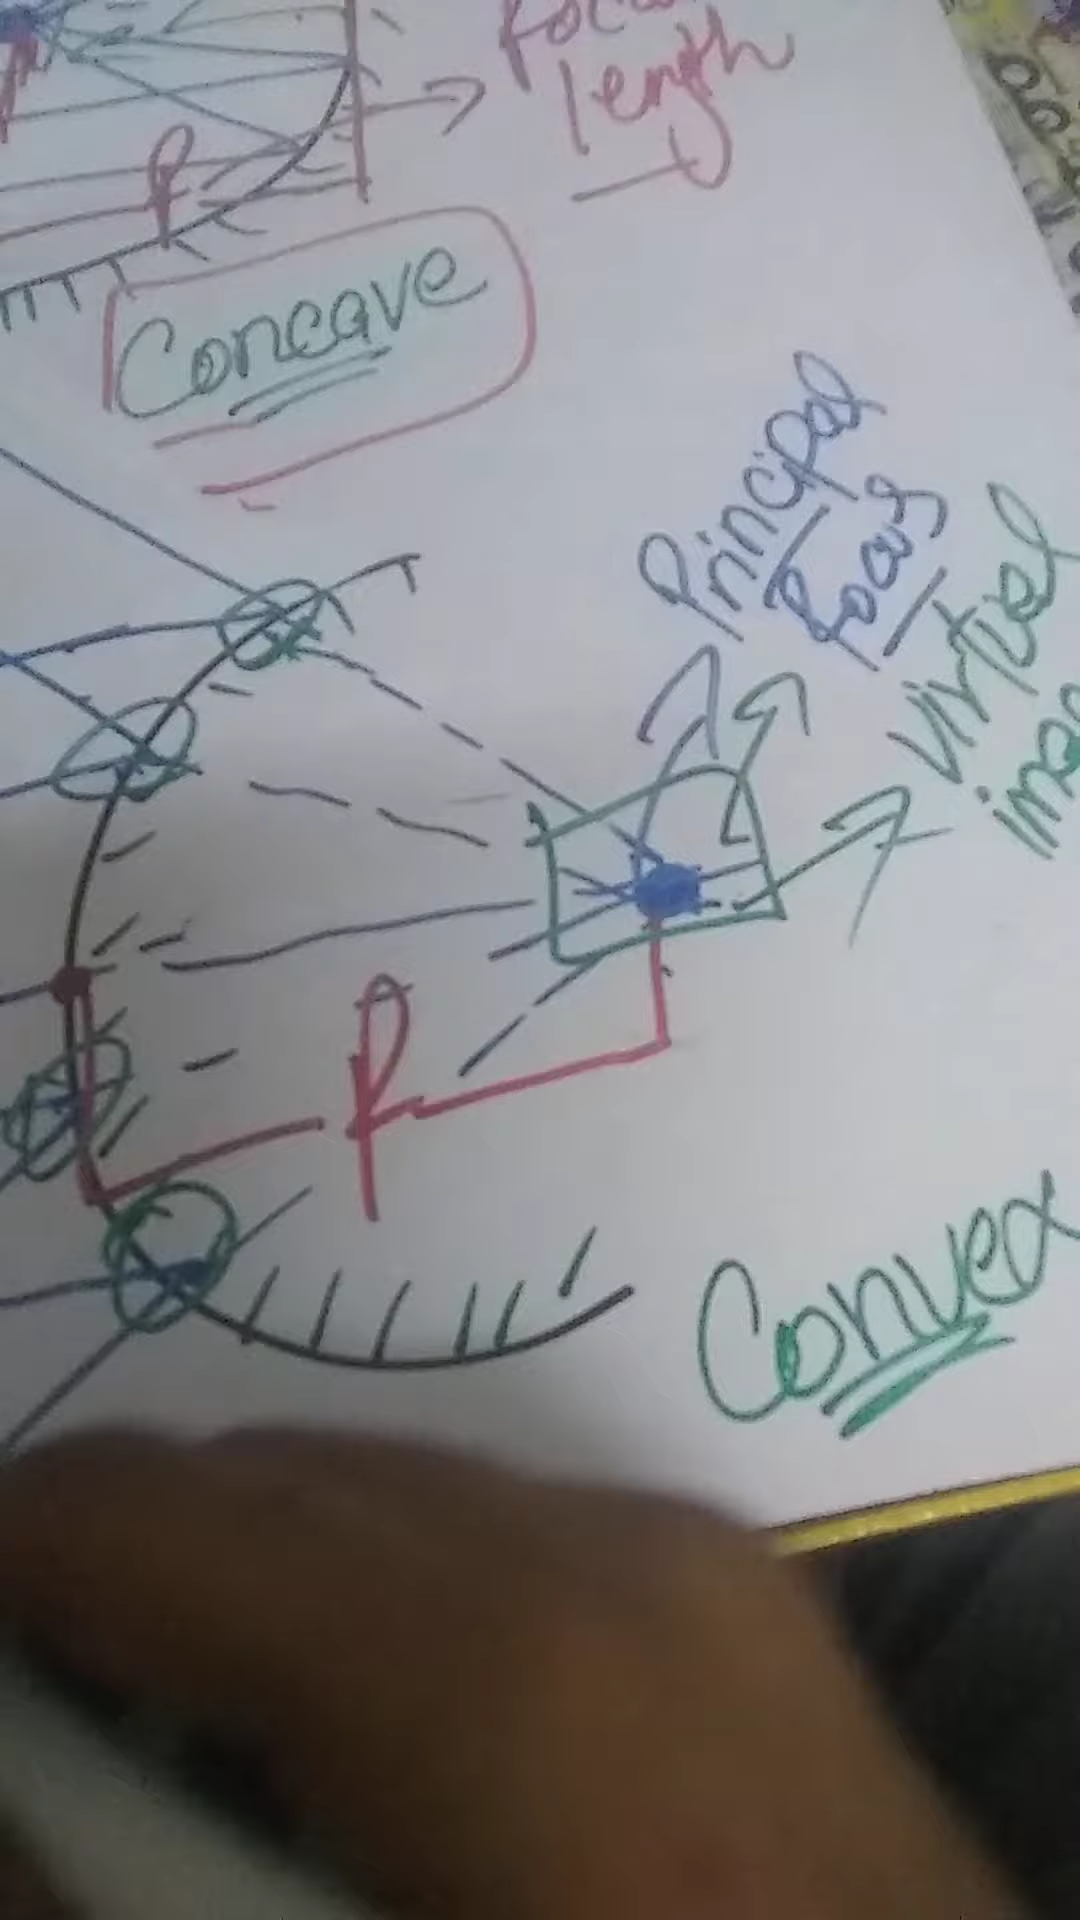 focal
length
f
Concave
Principal
focus
virtual
f
Convex